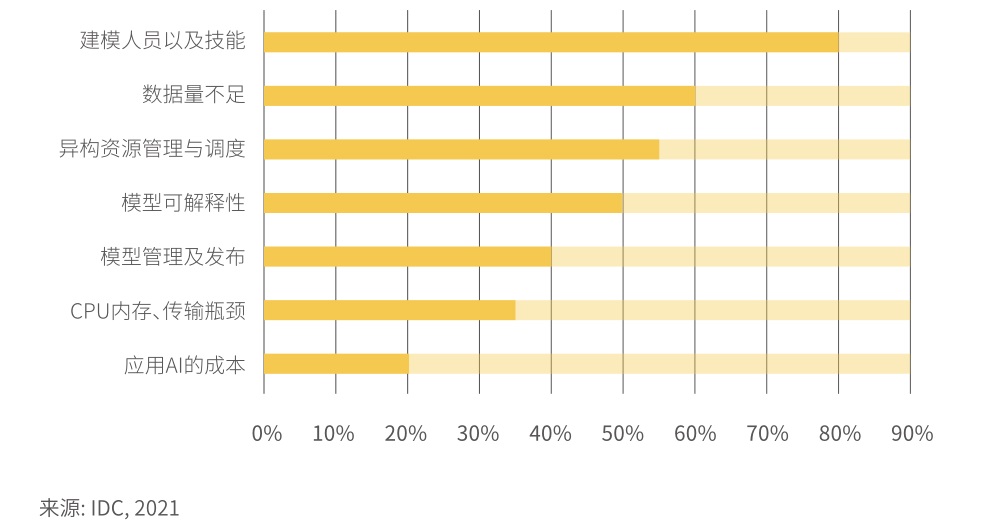 建模人员以及技能
数据量不足
异构资源管理与调度
模型可解释性
模型管理及发布
CPU内存、传输瓶颈
应用AI的成本
0% 10% 20% 30% 40% 50% 60% 70% 80% 90%
来源: IDC, 2021